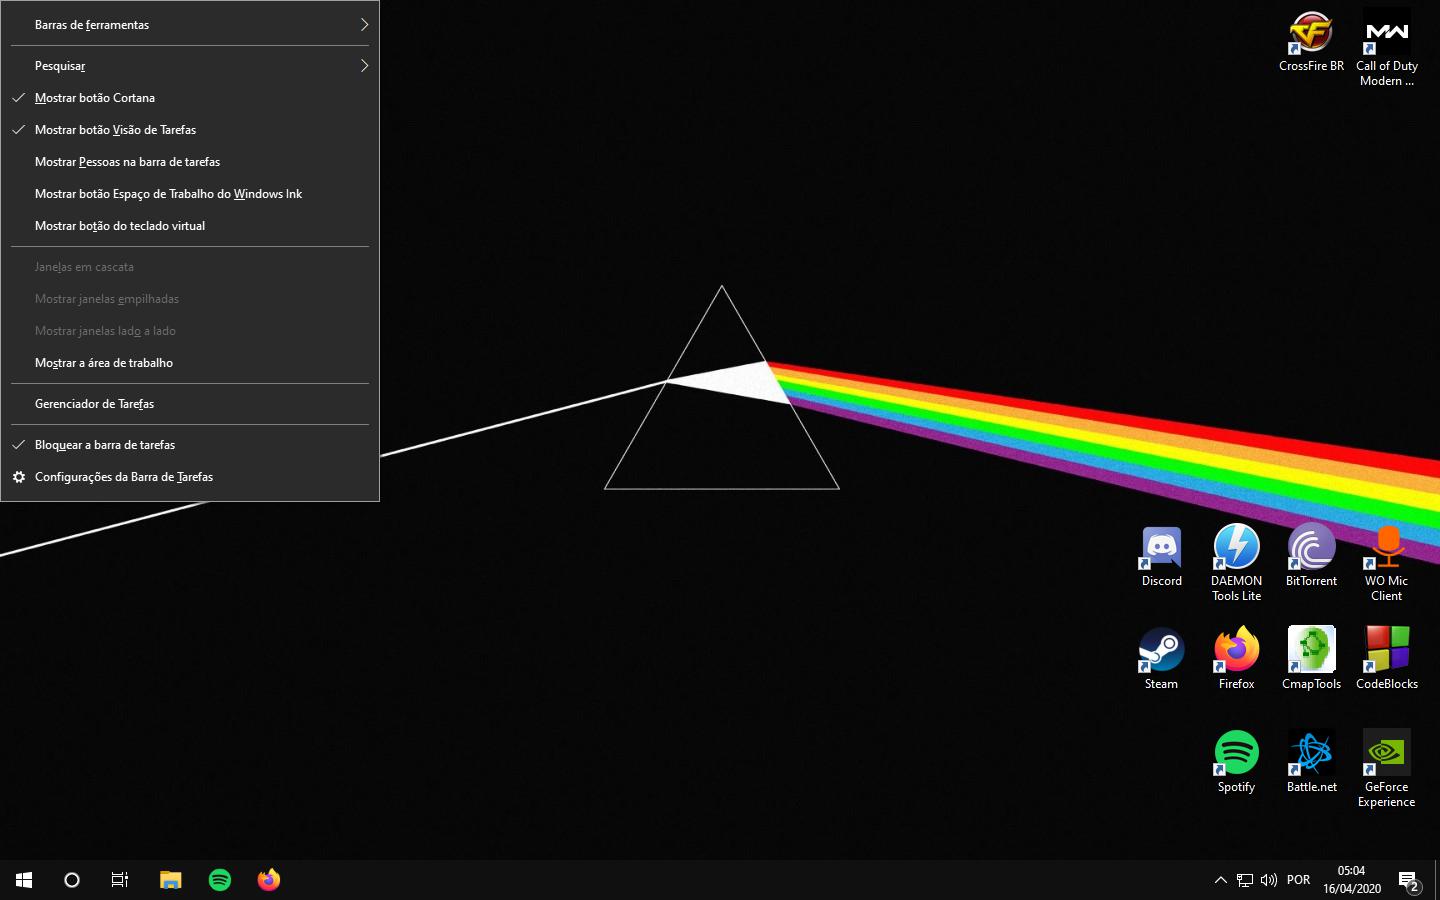 Barras de ferramentas
Pesquisar
Mostrar botão Cortana
Mostrar botão Visão de Tarefas
Mostrar Pessoas na barra de tarefas
Mostrar botão Espaço de Trabalho do Windows Ink
Mostrar botão do teclado virtual
Janelas em cascata
Mostrar janelas empilhadas
Mostrar janelas lado a lado
Mostrar a área de trabalho
Gerenciador de Tarefas
Bloquear a barra de tarefas
Configurações da Barra de Tarefas
CF
MW
CrossFire BR
Call of Duty
Modern ...
Discord
DAEMON
Tools Lite
BitTorrent
WO Mic
Client
Steam
Firefox
CmapTools
CodeBlocks
Spotify
Battle.net
GeForce
Experience
POR
05:04
16/04/2020
2